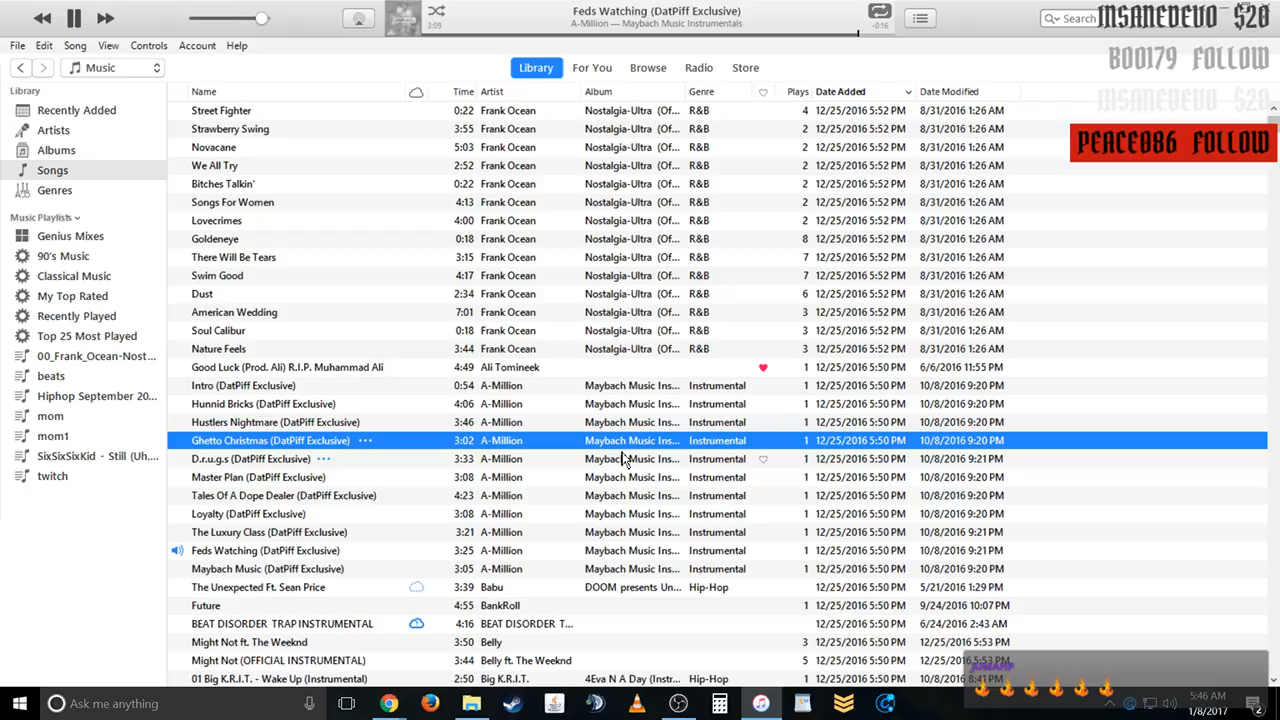 Feds Watching (DatPiff Exclusive)
A-Million — Maybach Music Instrumentals
3:09
-0:16
Search
INSANEDEVO $20
BOO179 FOLLOW
INSANEDEVO $20
PEACE086 FOLLOW
File Edit Song View Controls Account Help
Music
Library For You Browse Radio Store
Library
Recently Added
Artists
Albums
Songs
Genres
Music Playlists
Genius Mixes
90's Music
Classical Music
My Top Rated
Recently Played
Top 25 Most Played
00_Frank_Ocean-Nost...
beats
Hiphop September 20...
mom
mom1
SixSixSixKid - Still (Uh,...
twitch
Name Time Artist Album Genre Plays Date Added Date Modified
Street Fighter 0:22 Frank Ocean Nostalgia-Ultra (Of... R&B 4 12/25/2016 5:52 PM 8/31/2016 1:26 AM
Strawberry Swing 3:55 Frank Ocean Nostalgia-Ultra (Of... R&B 2 12/25/2016 5:52 PM 8/31/2016 1:26 AM
Novacane 5:03 Frank Ocean Nostalgia-Ultra (Of... R&B 2 12/25/2016 5:52 PM 8/31/2016 1:26 AM
We All Try 2:52 Frank Ocean Nostalgia-Ultra (Of... R&B 2 12/25/2016 5:52 PM 8/31/2016 1:26 AM
Bitches Talkin' 0:22 Frank Ocean Nostalgia-Ultra (Of... R&B 2 12/25/2016 5:52 PM 8/31/2016 1:26 AM
Songs For Women 4:13 Frank Ocean Nostalgia-Ultra (Of... R&B 2 12/25/2016 5:52 PM 8/31/2016 1:26 AM
Lovecrimes 4:00 Frank Ocean Nostalgia-Ultra (Of... R&B 2 12/25/2016 5:52 PM 8/31/2016 1:26 AM
Goldeneye 0:18 Frank Ocean Nostalgia-Ultra (Of... R&B 8 12/25/2016 5:52 PM 8/31/2016 1:26 AM
There Will Be Tears 3:15 Frank Ocean Nostalgia-Ultra (Of... R&B 7 12/25/2016 5:52 PM 8/31/2016 1:26 AM
Swim Good 4:17 Frank Ocean Nostalgia-Ultra (Of... R&B 7 12/25/2016 5:52 PM 8/31/2016 1:26 AM
Dust 2:34 Frank Ocean Nostalgia-Ultra (Of... R&B 6 12/25/2016 5:52 PM 8/31/2016 1:26 AM
American Wedding 7:01 Frank Ocean Nostalgia-Ultra (Of... R&B 3 12/25/2016 5:52 PM 8/31/2016 1:26 AM
Soul Calibur 0:18 Frank Ocean Nostalgia-Ultra (Of... R&B 3 12/25/2016 5:52 PM 8/31/2016 1:26 AM
Nature Feels 3:44 Frank Ocean Nostalgia-Ultra (Of... R&B 3 12/25/2016 5:52 PM 8/31/2016 1:26 AM
Good Luck (Prod. Ali) R.I.P. Muhammad Ali 4:49 Ali Tomineek 1 12/25/2016 5:50 PM 6/6/2016 11:55 PM
Intro (DatPiff Exclusive) 0:54 A-Million Maybach Music Ins... Instrumental 1 12/25/2016 5:50 PM 10/8/2016 9:20 PM
Hunnid Bricks (DatPiff Exclusive) 4:06 A-Million Maybach Music Ins... Instrumental 1 12/25/2016 5:50 PM 10/8/2016 9:20 PM
Hustlers Nightmare (DatPiff Exclusive) 3:46 A-Million Maybach Music Ins... Instrumental 1 12/25/2016 5:50 PM 10/8/2016 9:20 PM
Ghetto Christmas (DatPiff Exclusive) ··· 3:02 A-Million Maybach Music Ins... Instrumental 1 12/25/2016 5:50 PM 10/8/2016 9:20 PM
D.r.u.g.s (DatPiff Exclusive) ··· 3:33 A-Million Maybach Music Ins... Instrumental 1 12/25/2016 5:50 PM 10/8/2016 9:21 PM
Master Plan (DatPiff Exclusive) 3:08 A-Million Maybach Music Ins... Instrumental 1 12/25/2016 5:50 PM 10/8/2016 9:20 PM
Tales Of A Dope Dealer (DatPiff Exclusive) 4:23 A-Million Maybach Music Ins... Instrumental 1 12/25/2016 5:50 PM 10/8/2016 9:20 PM
Loyalty (DatPiff Exclusive) 3:08 A-Million Maybach Music Ins... Instrumental 1 12/25/2016 5:50 PM 10/8/2016 9:20 PM
The Luxury Class (DatPiff Exclusive) 3:21 A-Million Maybach Music Ins... Instrumental 1 12/25/2016 5:50 PM 10/8/2016 9:21 PM
Feds Watching (DatPiff Exclusive) 3:25 A-Million Maybach Music Ins... Instrumental 1 12/25/2016 5:50 PM 10/8/2016 9:21 PM
Maybach Music (DatPiff Exclusive) 3:05 A-Million Maybach Music Ins... Instrumental 1 12/25/2016 5:50 PM 10/8/2016 9:20 PM
The Unexpected Ft. Sean Price 3:39 Babu DOOM presents Un... Hip-Hop 12/25/2016 5:50 PM 5/21/2016 1:29 PM
Future 4:55 BankRoll 1 12/25/2016 5:50 PM 9/24/2016 10:07 PM
BEAT DISORDER TRAP INSTRUMENTAL 4:16 BEAT DISORDER T... 12/25/2016 5:50 PM 6/24/2016 2:43 AM
Might Not ft. The Weeknd 3:50 Belly 3 12/25/2016 5:50 PM 12/25/2016 5:53 PM
Might Not (OFFICIAL INSTRUMENTAL) 3:44 Belly ft. The Weeknd 5 12/25/2016 5:50 PM 12/25/2016 5:53 PM
01 Big K.R.I.T. - Wake Up (Instrumental) 2:50 Big K.R.I.T. 4Eva N A Day (Instr... Hip-Hop 1 12/25/2016 5:50 PM 10/8/2016 8:41 PM
Ask me anything
5:46 AM
1/8/2017
2